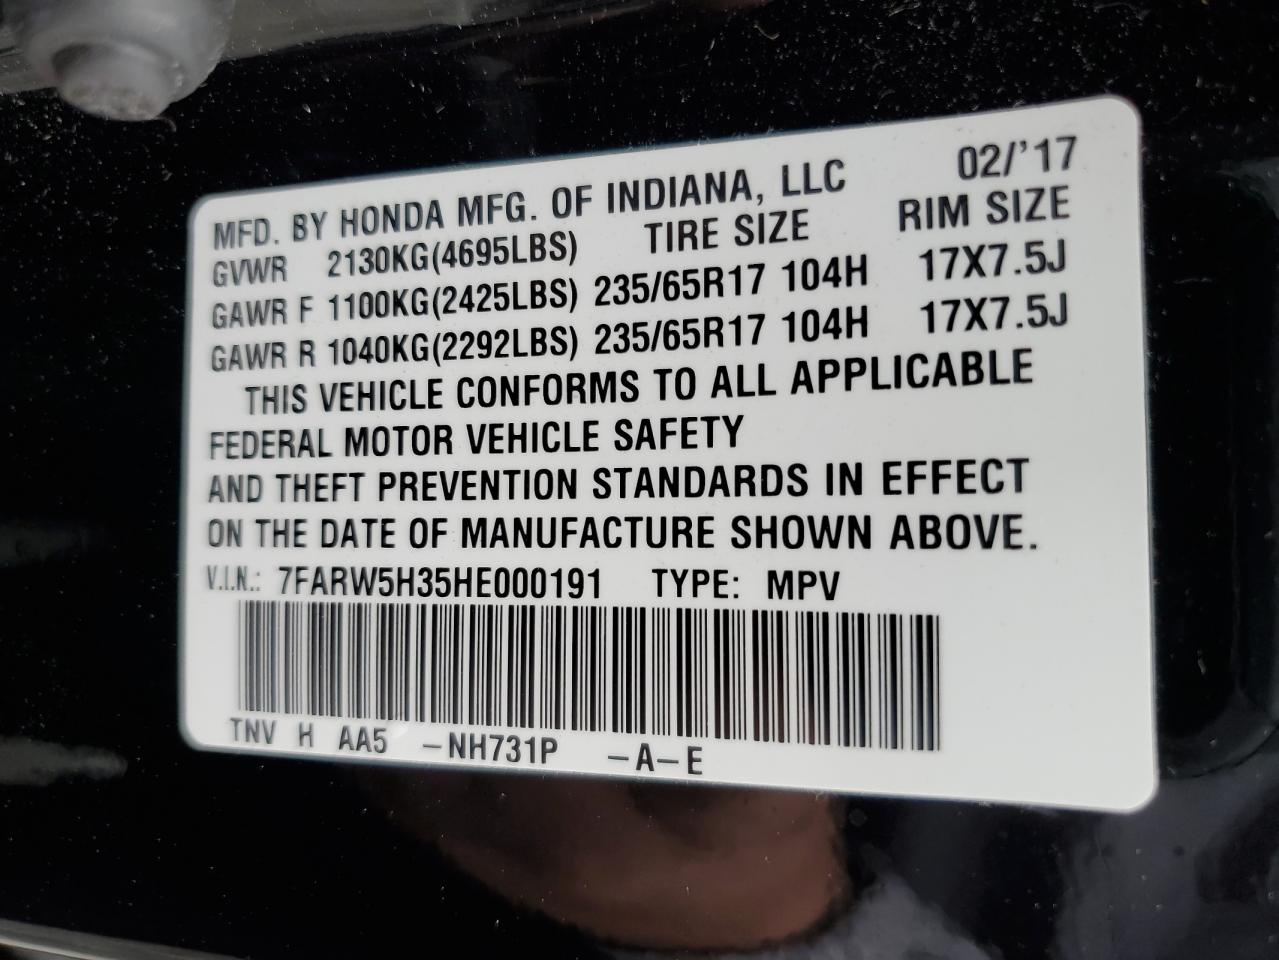 MFD. BY HONDA MFG. OF INDIANA, LLC 02/'17
GVWR 2130KG(4695LBS) TIRE SIZE RIM SIZE
GAWR F 1100KG(2425LBS) 235/65R17 104H 17X7.5J
GAWR R 1040KG(2292LBS) 235/65R17 104H 17X7.5J
THIS VEHICLE CONFORMS TO ALL APPLICABLE
FEDERAL MOTOR VEHICLE SAFETY
AND THEFT PREVENTION STANDARDS IN EFFECT
ON THE DATE OF MANUFACTURE SHOWN ABOVE.
V.I.N.: 7FARW5H35HE000191 TYPE: MPV
TNV H AA5 -NH731P -A-E